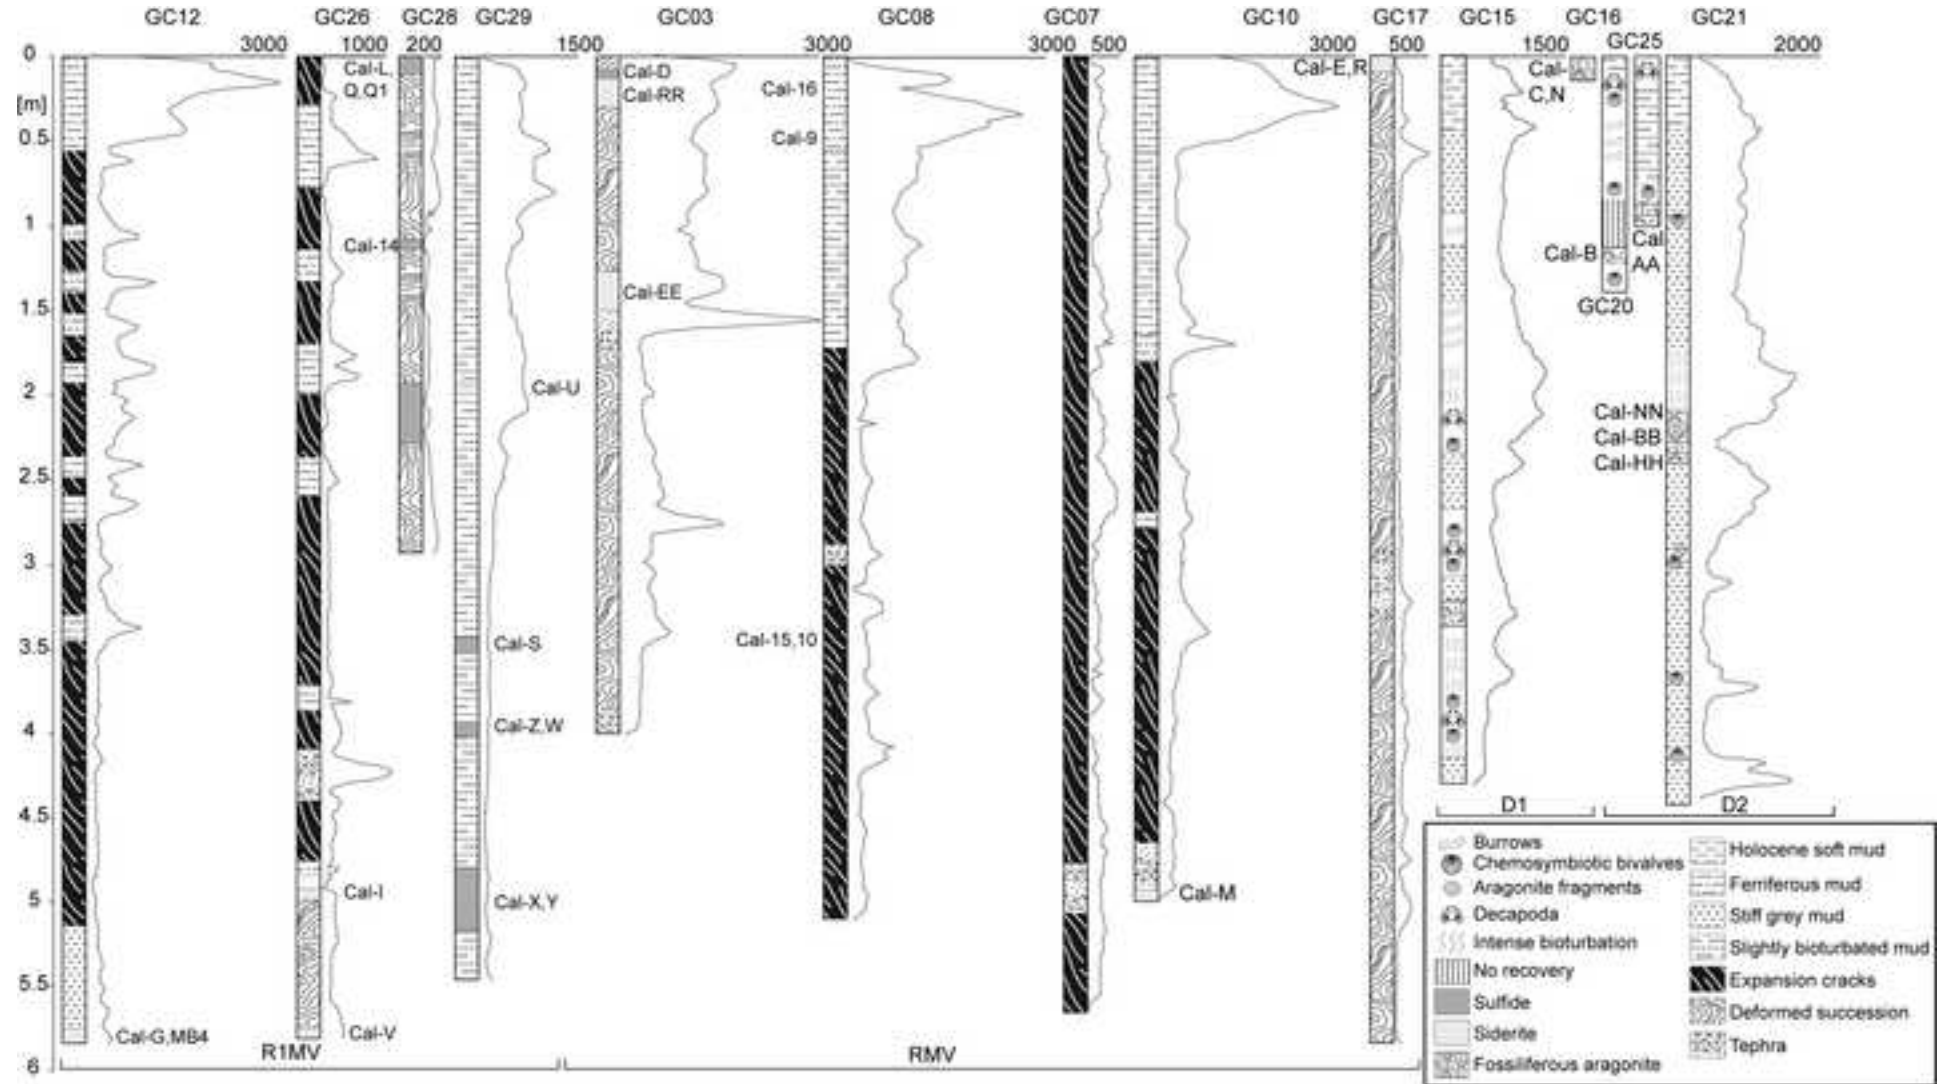 GC12 GC26 GC28 GC29 GC03 GC08 GC07 GC10 GC17 GC15 GC16 GC21
3000 1000 200 1500 3000 3000 500 3000 500 1500 GC25 2000
0
[m]
0.5
1
1.5
2
2.5
3
3.5
4
4.5
5
5.5
6
Cal-G,MB4
Cal-I
Cal-V
Cal-L,
Q,Q1
Cal-14
Cal-U
Cal-S
Cal-Z,W
Cal-X,Y
Cal-D
Cal-RR
Cal-EE
Cal-16
Cal-9
Cal-15,10
Cal-M
Cal-E,R
Cal-
C,N
Cal-B
Cal
AA
GC20
Cal-NN
Cal-BB
Cal-HH
R1MV
RMV
D1
D2
Burrows
Chemosymbiotic bivalves
Aragonite fragments
Decapoda
Intense bioturbation
No recovery
Sulfide
Siderite
Fossiliferous aragonite
Holocene soft mud
Ferriferous mud
Stiff grey mud
Slightly bioturbated mud
Expansion cracks
Deformed succession
Tephra